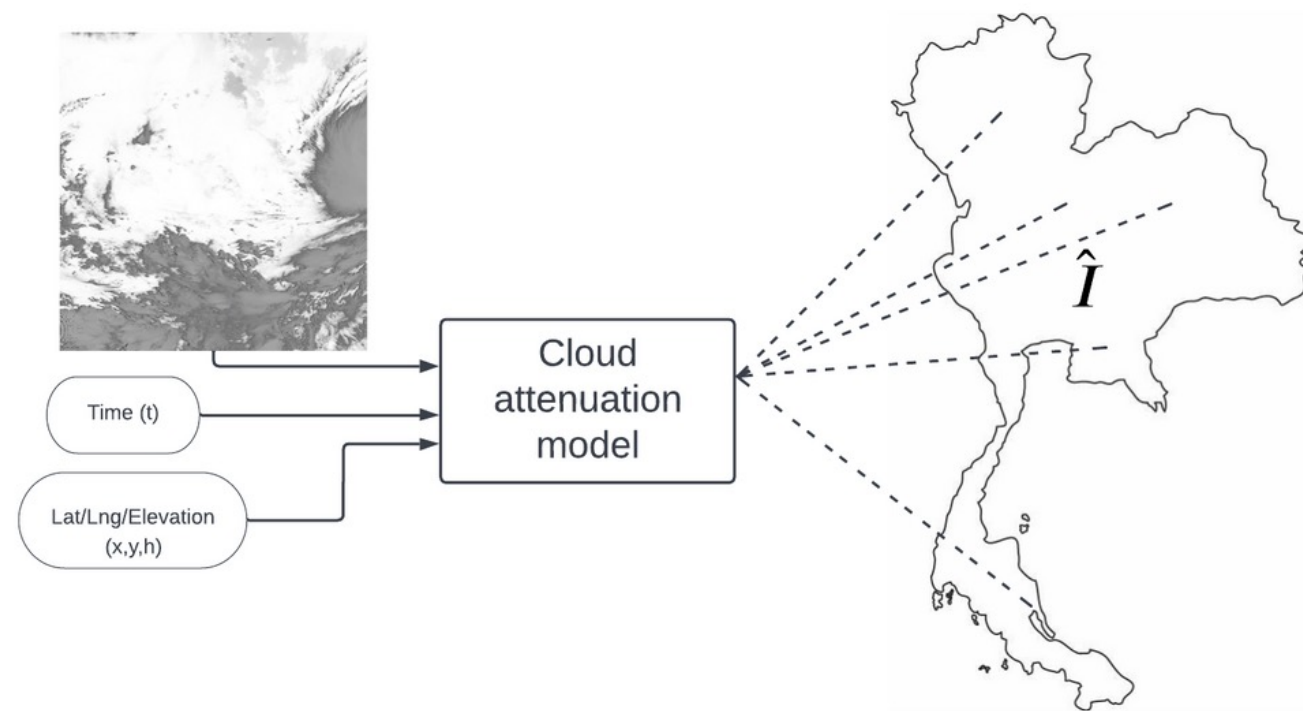 Time (t)
Lat/Lng/Elevation
(x,y,h)
Cloud
attenuation
model
Î